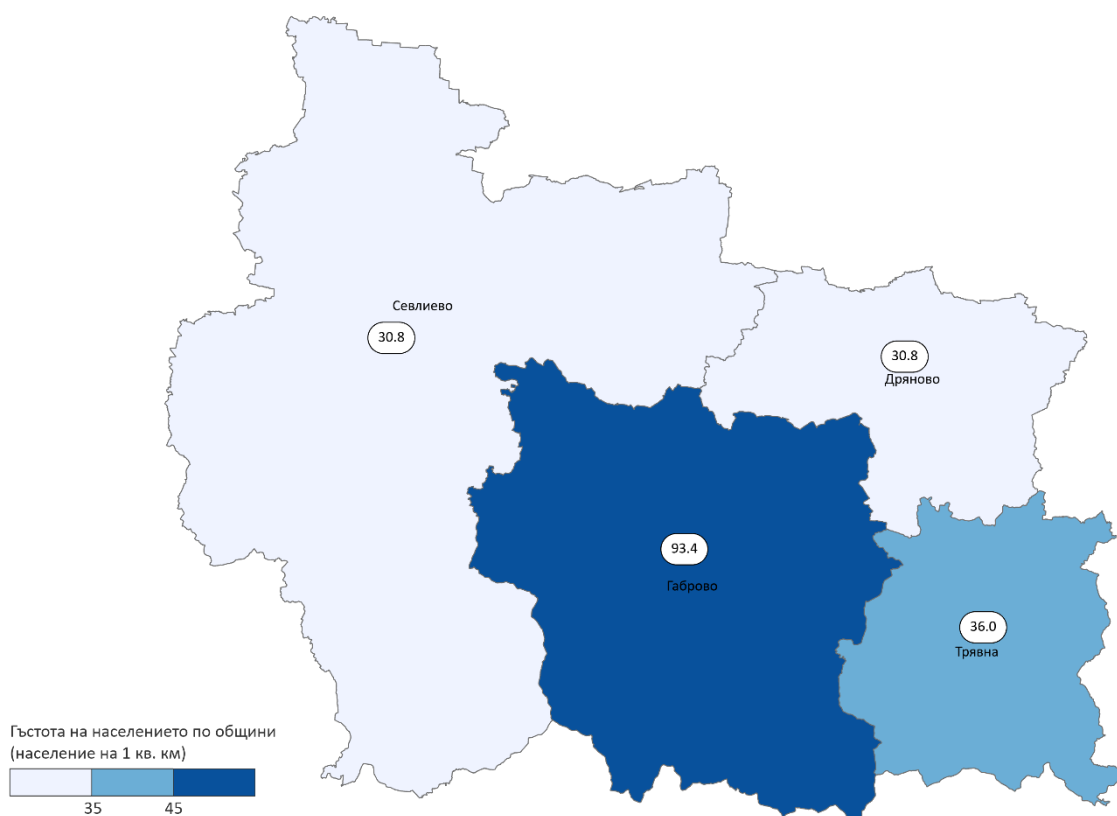 Севлиево
30.8
30.8
Дряново
93.4
Габрово
36.0
Трявна
Гъстота на населението по общини
(население на 1 кв. км)
35 45